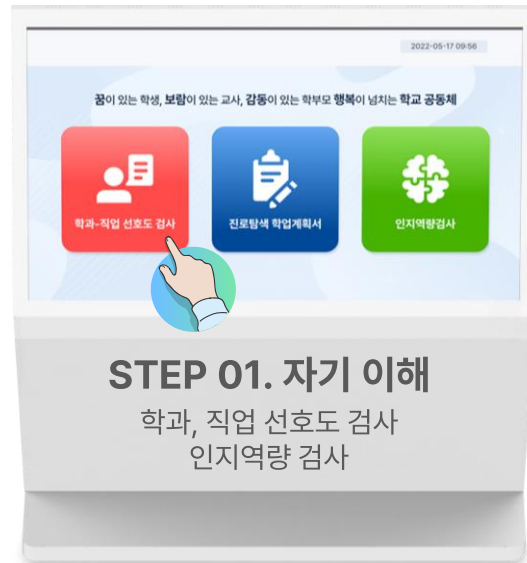 2022-05-17 09:56
꿈이 있는 학생, 보람이 있는 교사, 감동이 있는 학부모 행복이 넘치는 학교 공동체
학과-직업 선호도 검사
진로탐색 학업계획서
인지역량검사
STEP 01. 자기 이해
학과, 직업 선호도 검사
인지역량 검사